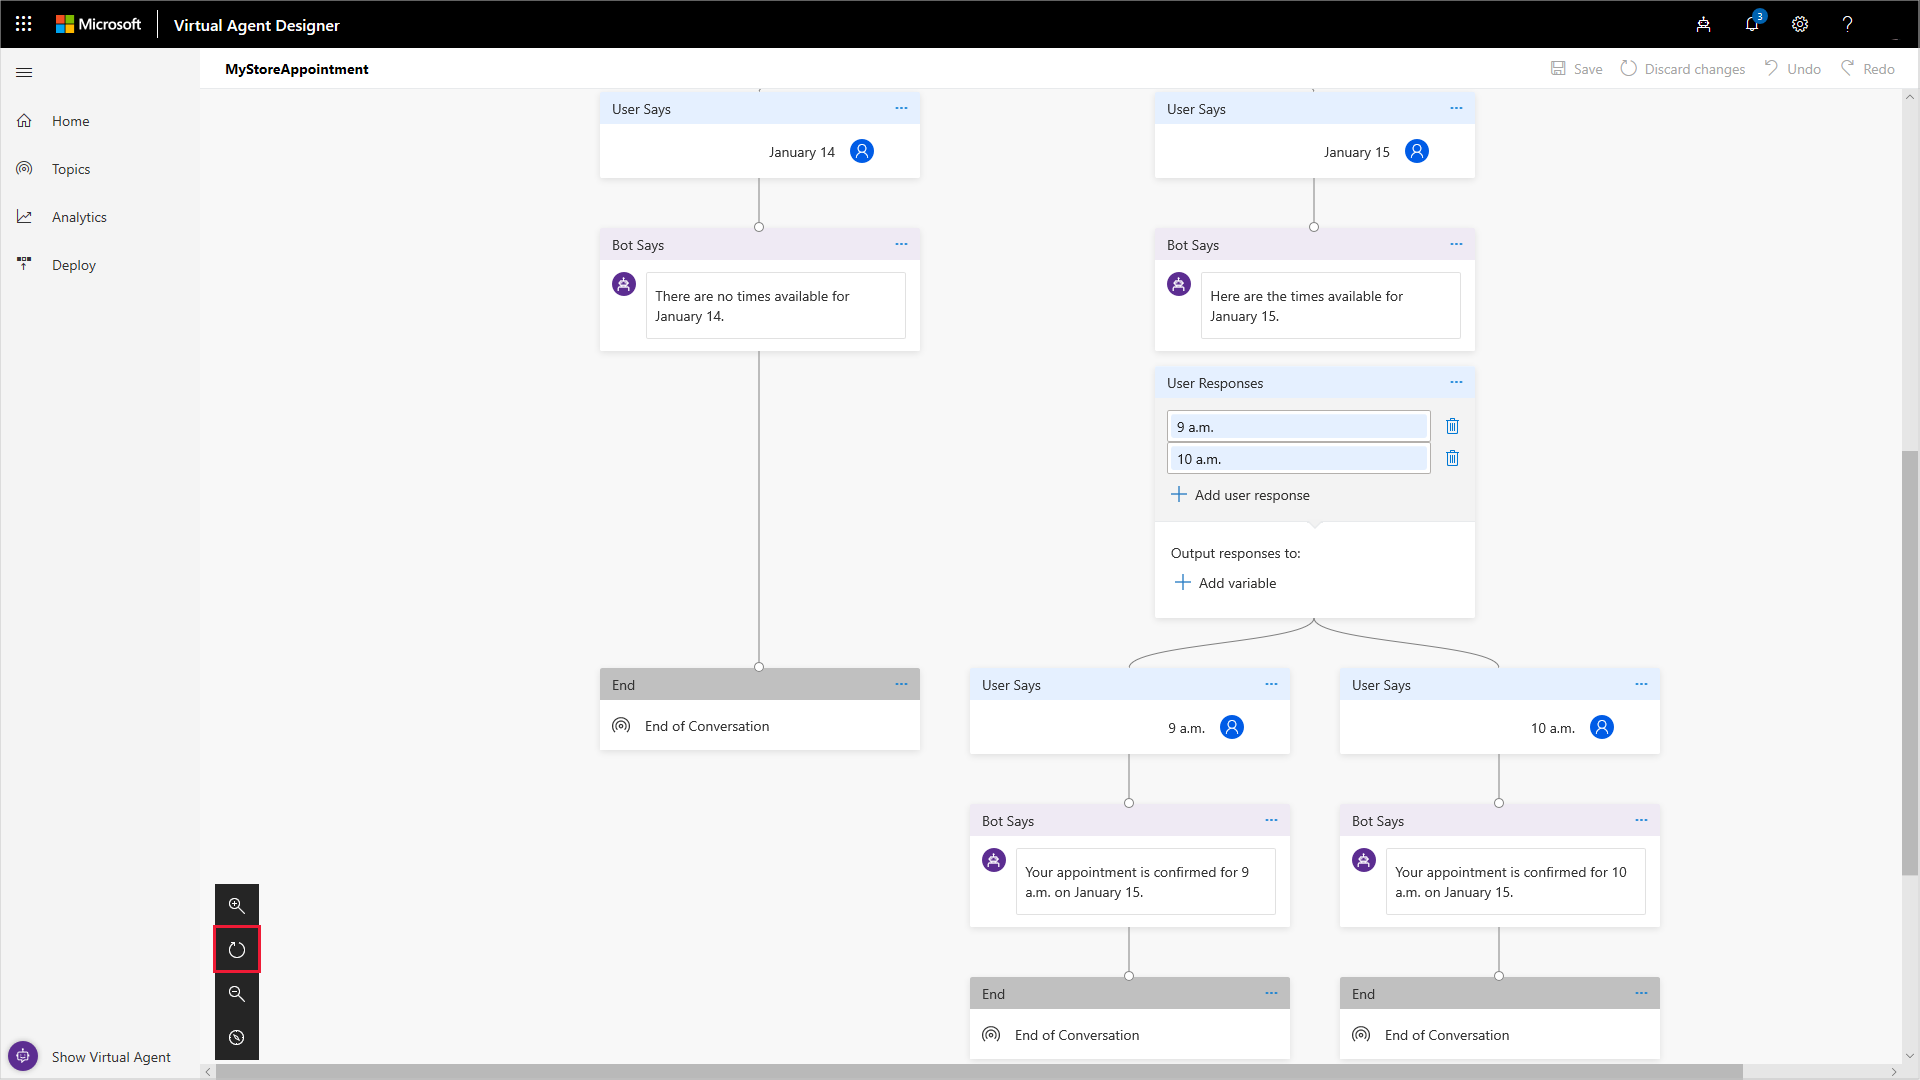 Microsoft
Virtual Agent Designer
3
?
MyStoreAppointment
Save
Discard changes
Undo
Redo
Home
Topics
Analytics
Deploy
Show Virtual Agent
User Says
January 14
Bot Says
There are no times available for
January 14.
End
End of Conversation
User Says
January 15
Bot Says
Here are the times available for
January 15.
User Responses
9 a.m.
10 a.m.
Add user response
Output responses to:
Add variable
User Says
9 a.m.
Bot Says
Your appointment is confirmed for 9
a.m. on January 15.
End
End of Conversation
User Says
10 a.m.
Bot Says
Your appointment is confirmed for 10
a.m. on January 15.
End
End of Conversation